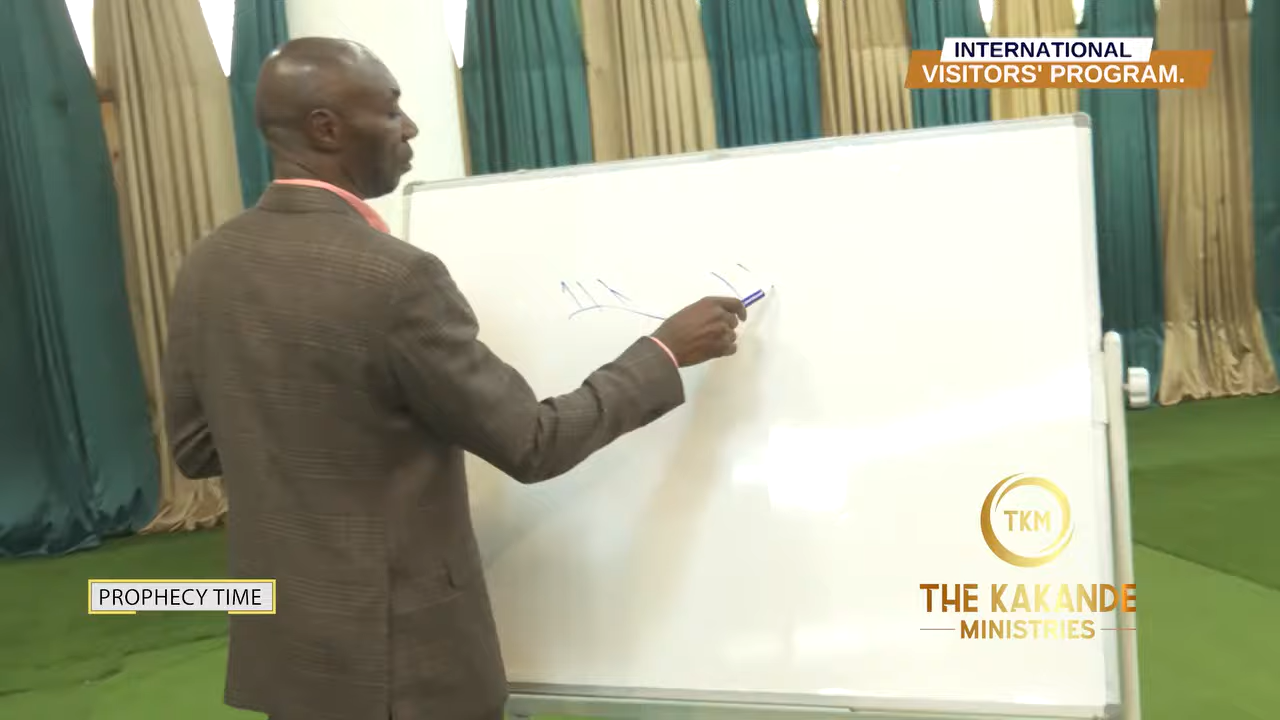 INTERNATIONAL
VISITORS' PROGRAM.
TKM
THE KAKANDE
MINISTRIES
PROPHECY TIME